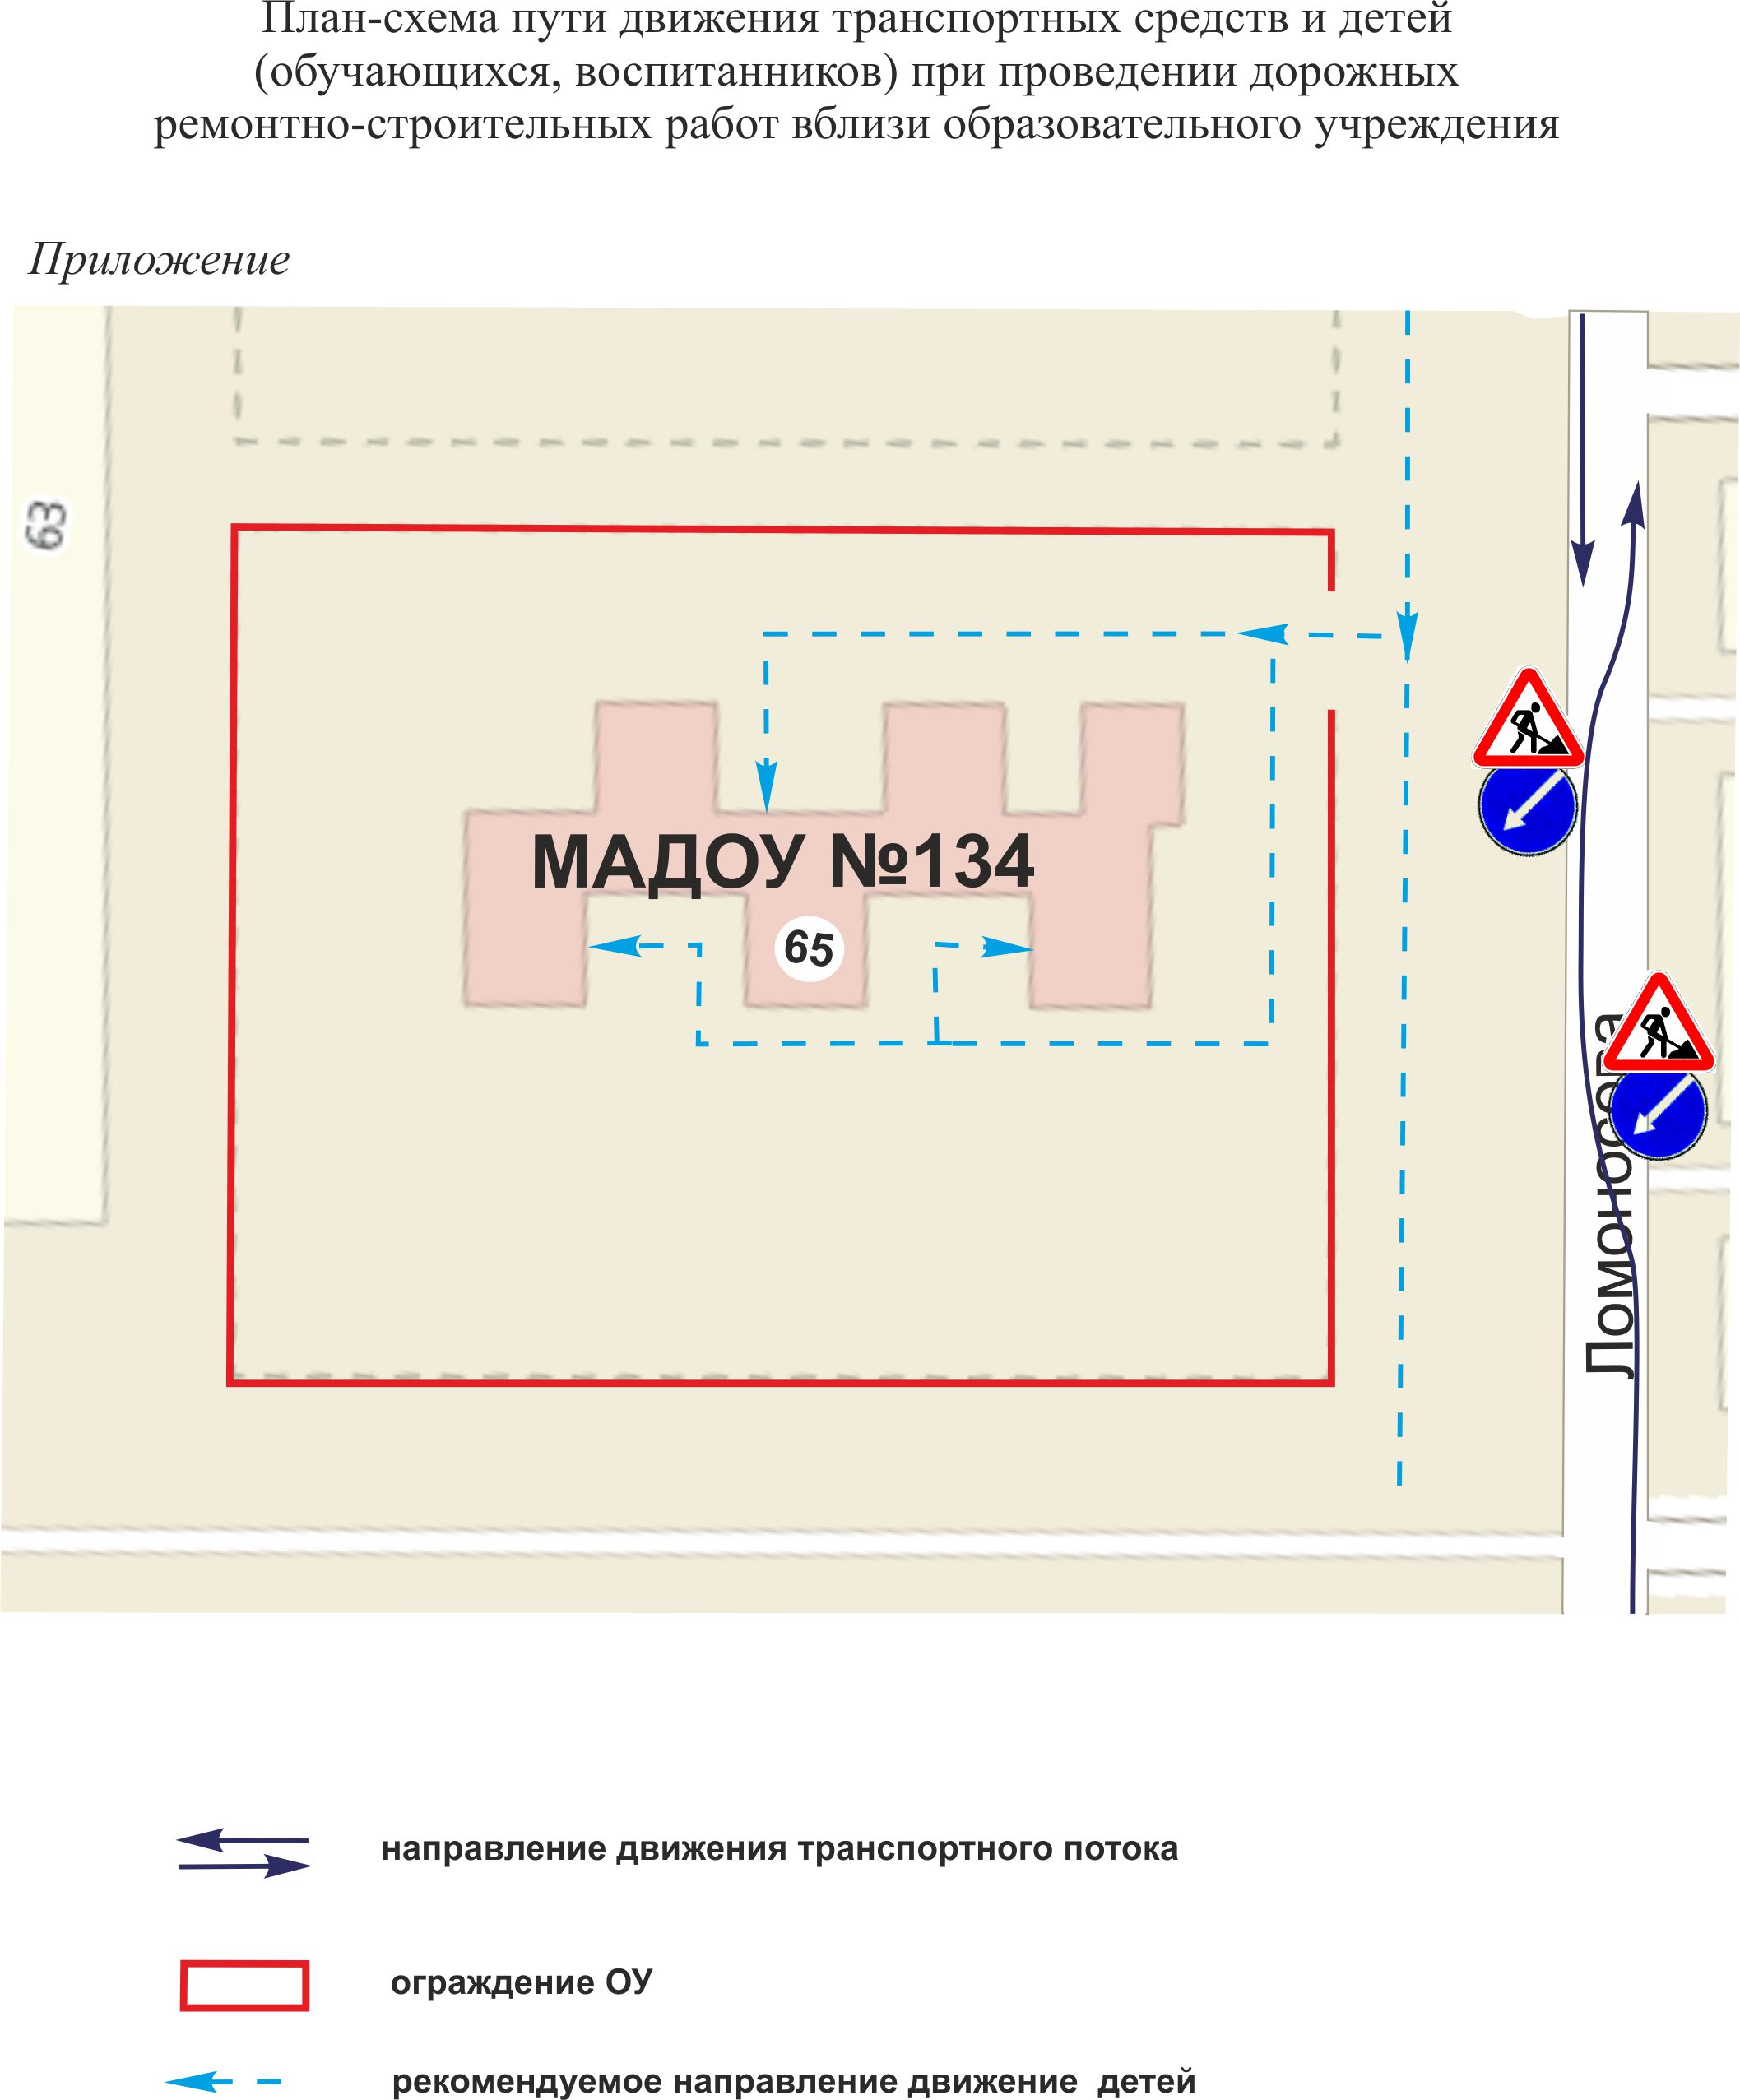 План-схема пути движения транспортных средств и детей
(обучающихся, воспитанников) при проведении дорожных
ремонтно-строительных работ вблизи образовательного учреждения
Приложение
63
МАДОУ №134
65
Ломоносова
направление движения транспортного потока
ограждение ОУ
рекомендуемое направление движение детей